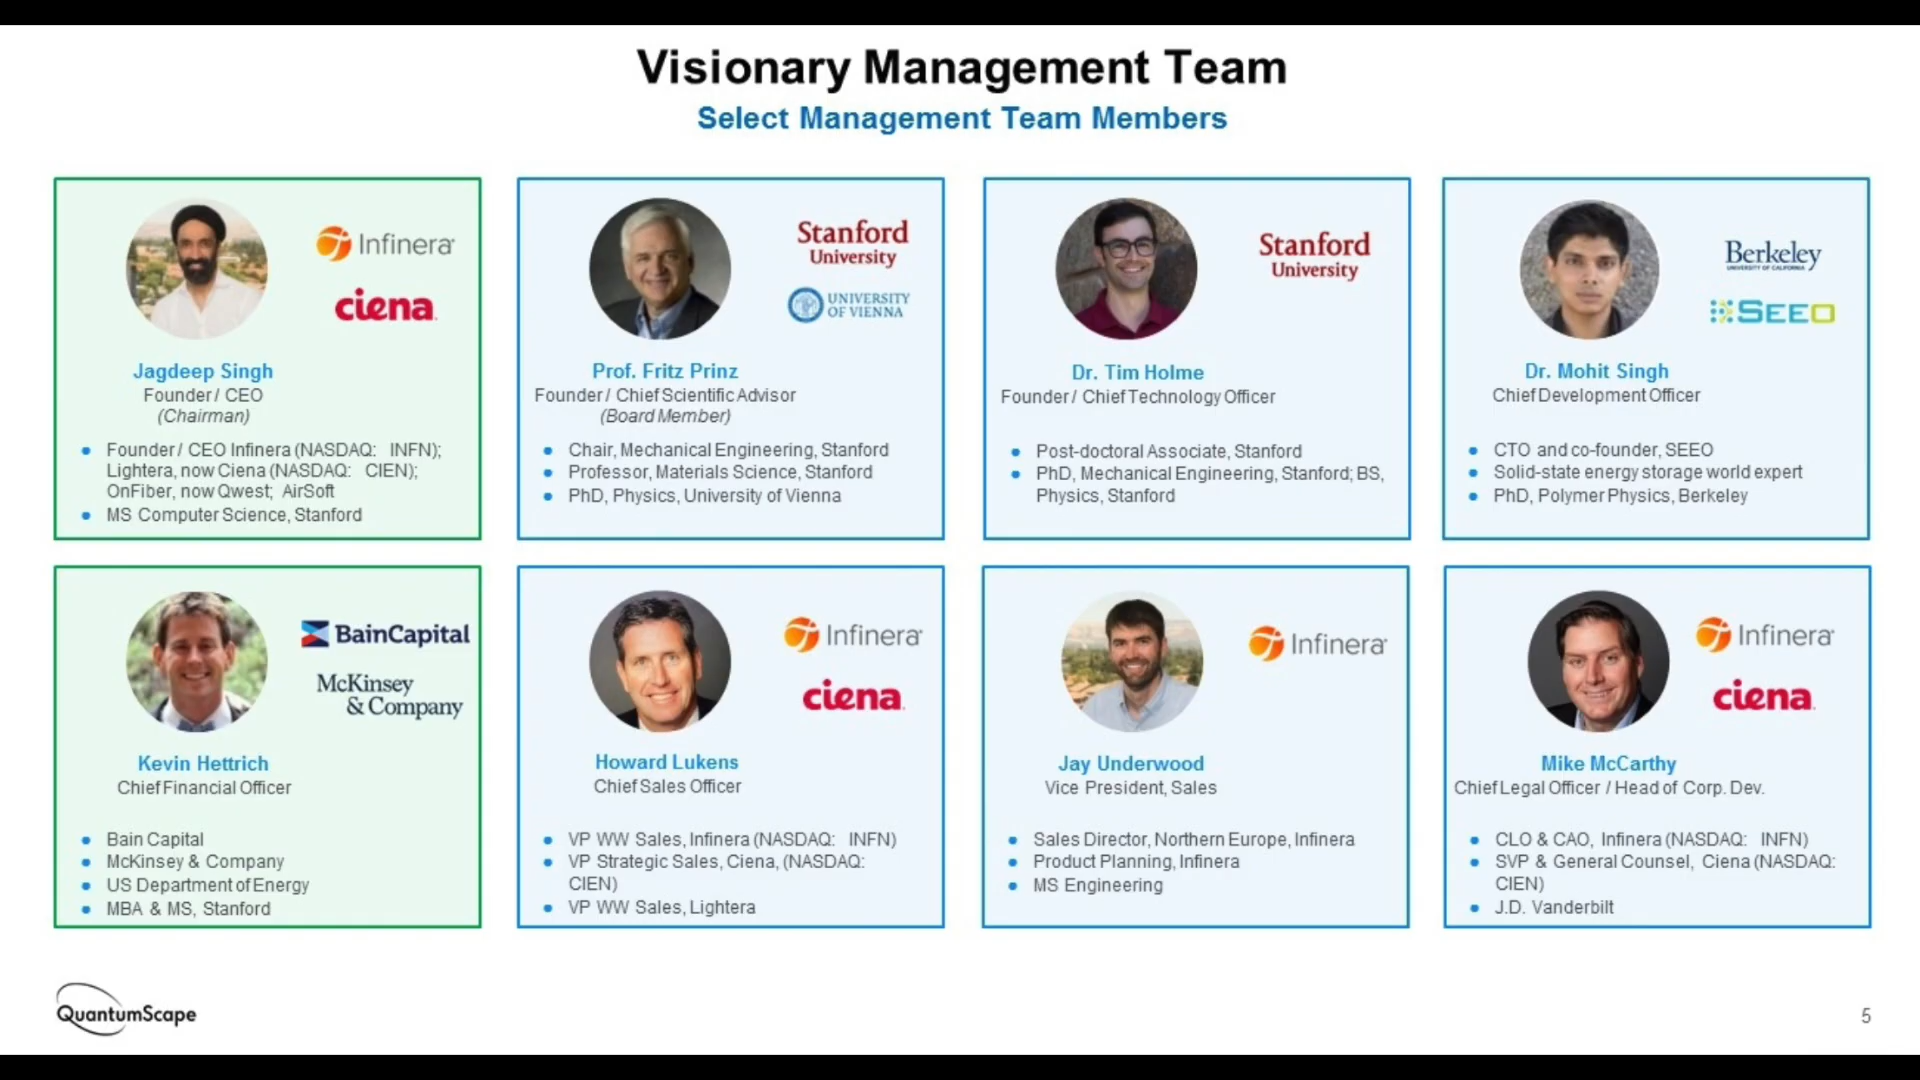 Visionary Management Team
Select Management Team Members
Infinera
ciena
Jagdeep Singh
Founder / CEO
(Chairman)
Founder / CEO Infinera (NASDAQ: INFN);
Lightera, now Ciena (NASDAQ: CIEN);
OnFiber, now Qwest; AirSoft
MS Computer Science, Stanford
Stanford
University
UNIVERSITY
OF VIENNA
Prof. Fritz Prinz
Founder / Chief Scientific Advisor
(Board Member)
Chair, Mechanical Engineering, Stanford
Professor, Materials Science, Stanford
PhD, Physics, University of Vienna
Stanford
University
Dr. Tim Holme
Founder / Chief Technology Officer
Post-doctoral Associate, Stanford
PhD, Mechanical Engineering, Stanford; BS,
Physics, Stanford
Berkeley
UNIVERSITY OF CALIFORNIA
SEEO
Dr. Mohit Singh
Chief Development Officer
CTO and co-founder, SEEO
Solid-state energy storage world expert
PhD, Polymer Physics, Berkeley
BainCapital
McKinsey
& Company
Kevin Hettrich
Chief Financial Officer
Bain Capital
McKinsey & Company
US Department of Energy
MBA & MS, Stanford
Infinera
ciena
Howard Lukens
Chief Sales Officer
VP WW Sales, Infinera (NASDAQ: INFN)
VP Strategic Sales, Ciena, (NASDAQ:
CIEN)
VP WW Sales, Lightera
Infinera
Jay Underwood
Vice President, Sales
Sales Director, Northern Europe, Infinera
Product Planning, Infinera
MS Engineering
Infinera
ciena
Mike McCarthy
Chief Legal Officer / Head of Corp. Dev.
CLO & CAO, Infinera (NASDAQ: INFN)
SVP & General Counsel, Ciena (NASDAQ:
CIEN)
J.D. Vanderbilt
QuantumScape
5